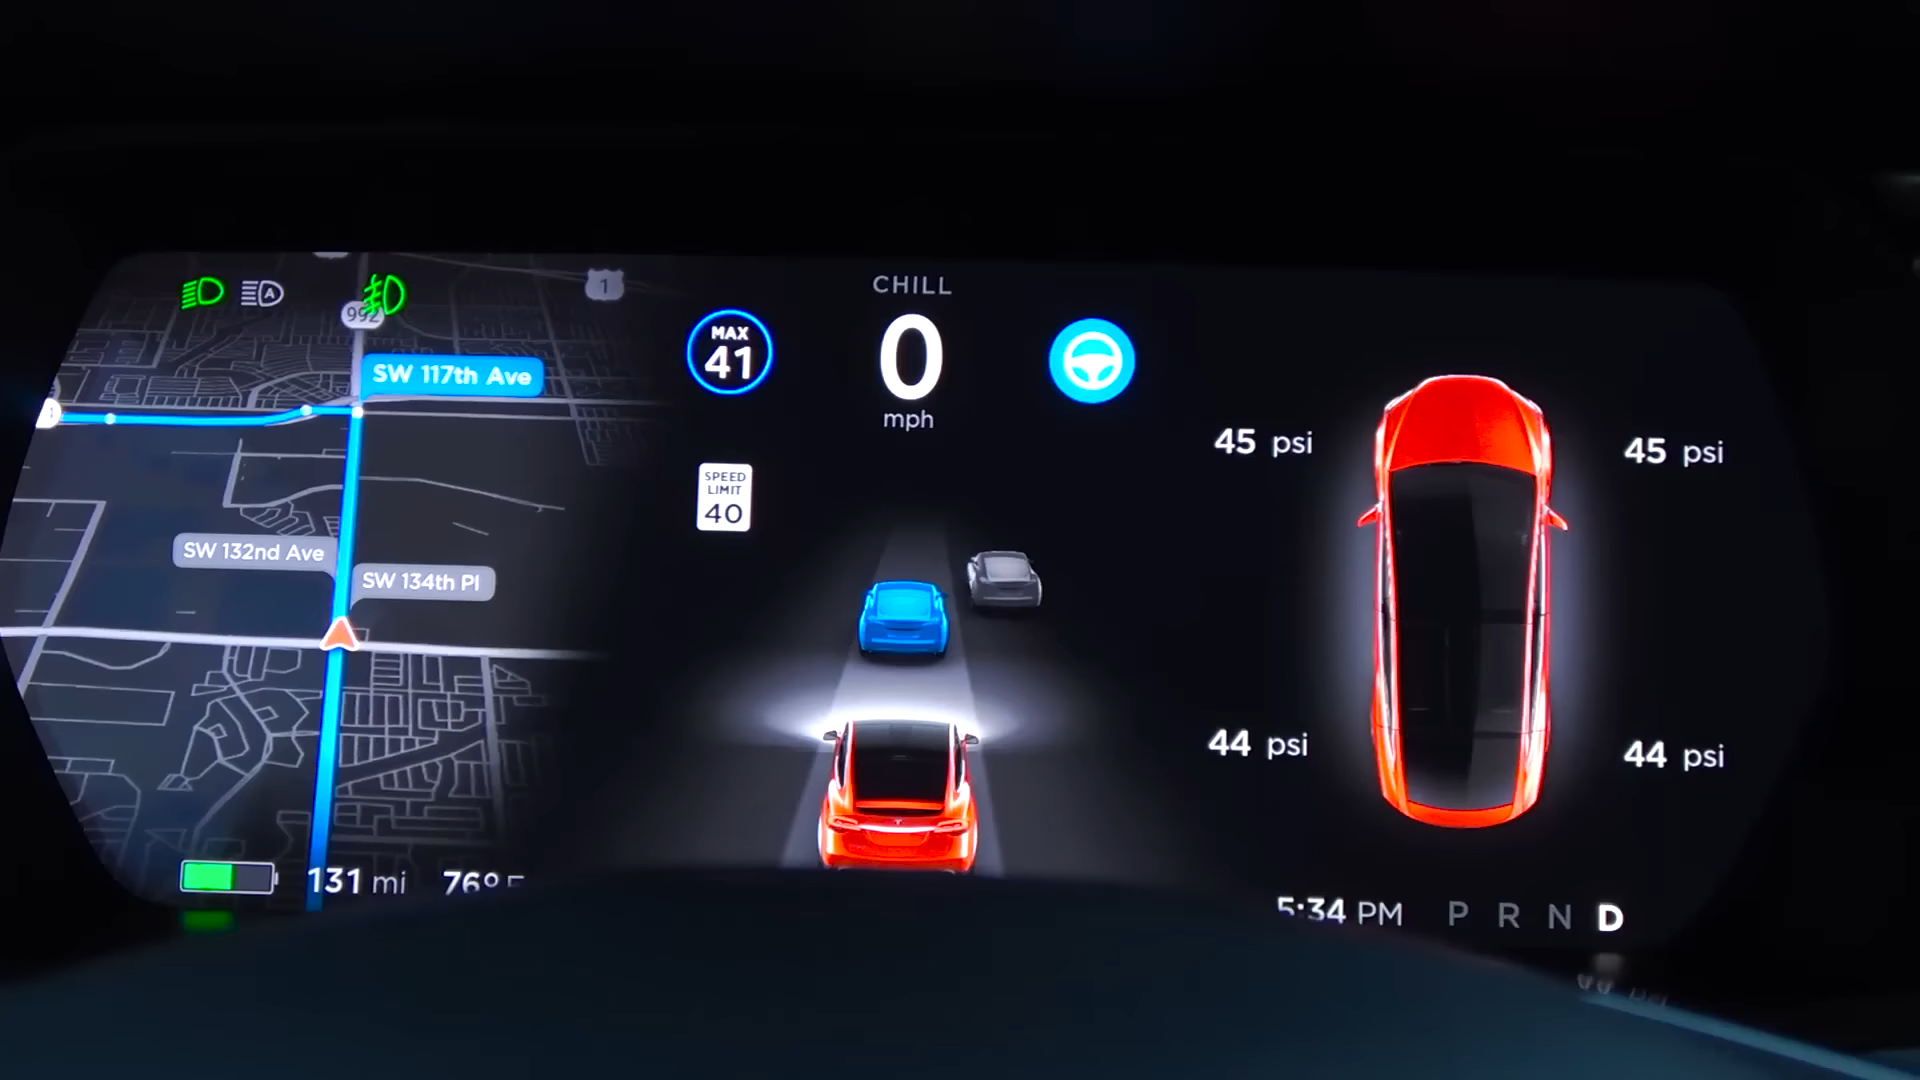 A
992
1
SW 117th Ave
SW 132nd Ave
SW 134th Pl
131 mi
76°
CHILL
MAX
41
0
mph
SPEED
LIMIT
40
45 psi
45 psi
44 psi
44 psi
5:34 PM
P R N D